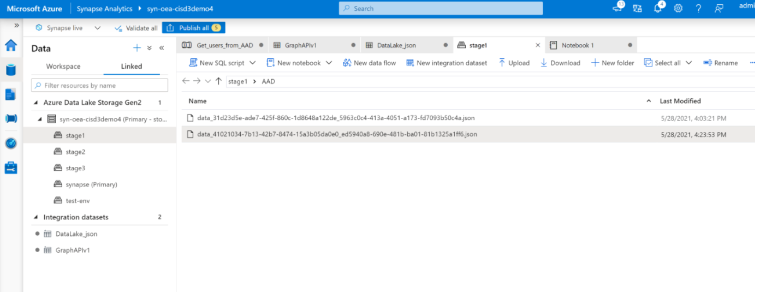 Microsoft Azure | Synapse Analytics ▸ syn-oea-cisd3demo4
Search
admi
Synapse live
Validate all
Publish all 5
Data
Workspace
Linked
Filter resources by name
Azure Data Lake Storage Gen2 1
syn-oea-cisd3demo4 (Primary - sto...
stage1
stage2
stage3
synapse (Primary)
test-env
Integration datasets 2
DataLake_json
GraphAPIv1
Get_users_from_AAD
GraphAPIv1
DataLake_json
stage1
Notebook 1
New SQL script
New notebook
New data flow
New integration dataset
Upload
Download
New folder
Select all
Rename
stage1 > AAD
Name
Last Modified
data_31d23d5e-ade7-425f-860c-1d8648a122de_5963c0c4-413a-4051-a173-fd7093b50c4a.json
5/28/2021, 4:03:21 PM
data_41021034-7b13-42b7-8474-15a3b05da0e0_ed5940a8-690e-481b-ba01-81b1325a1ff6.json
5/28/2021, 4:23:53 PM